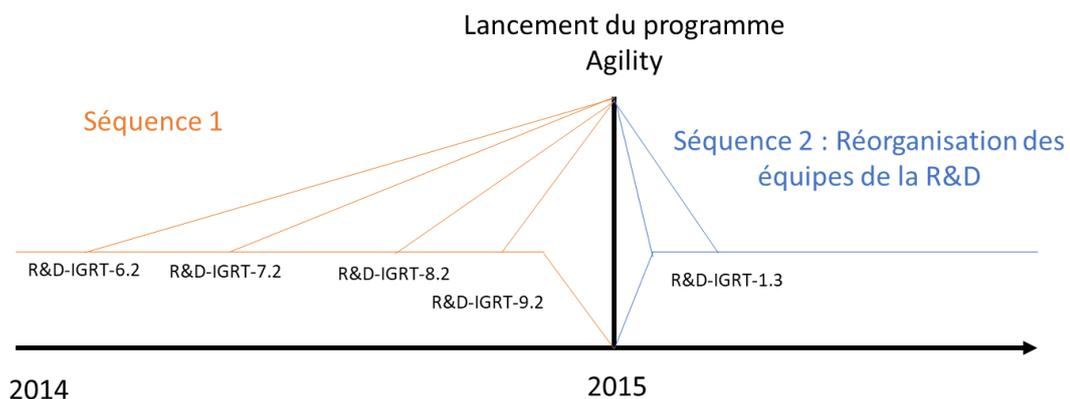 Lancement du programme
Agility
Séquence 1
Séquence 2 : Réorganisation des
équipes de la R&D
R&D-IGRT-6.2
R&D-IGRT-7.2
R&D-IGRT-8.2
R&D-IGRT-9.2
R&D-IGRT-1.3
2014
2015